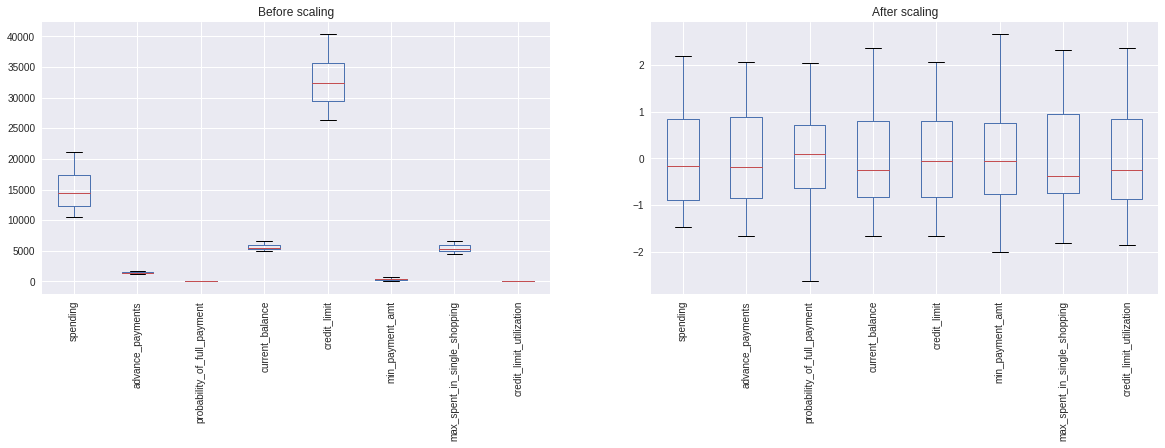 Before scaling
40000
35000
30000
25000
20000
15000
10000
5000
0
spending
advance_payments
probability_of_full_payment
current_balance
credit_limit
min_payment_amt
max_spent_in_single_shopping
credit_limit_utilization
After scaling
2
1
0
−1
−2
spending
advance_payments
probability_of_full_payment
current_balance
credit_limit
min_payment_amt
max_spent_in_single_shopping
credit_limit_utilization